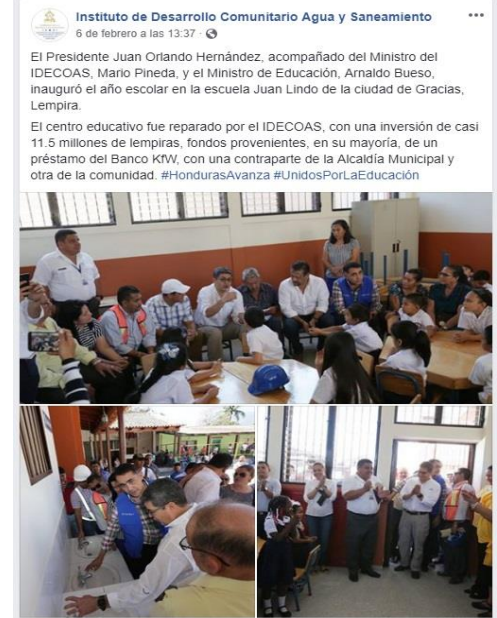 Instituto de Desarrollo Comunitario Agua y Saneamiento
6 de febrero a las 13:37 ·
El Presidente Juan Orlando Hernández, acompañado del Ministro del
IDECOAS, Mario Pineda, y el Ministro de Educación, Arnaldo Bueso,
inauguró el año escolar en la escuela Juan Lindo de la ciudad de Gracias,
Lempira.
El centro educativo fue reparado por el IDECOAS, con una inversión de casi
11.5 millones de lempiras, fondos provenientes, en su mayoría, de un
préstamo del Banco KfW, con una contraparte de la Alcaldía Municipal y
otra de la comunidad. #HondurasAvanza #UnidosPorLaEducación